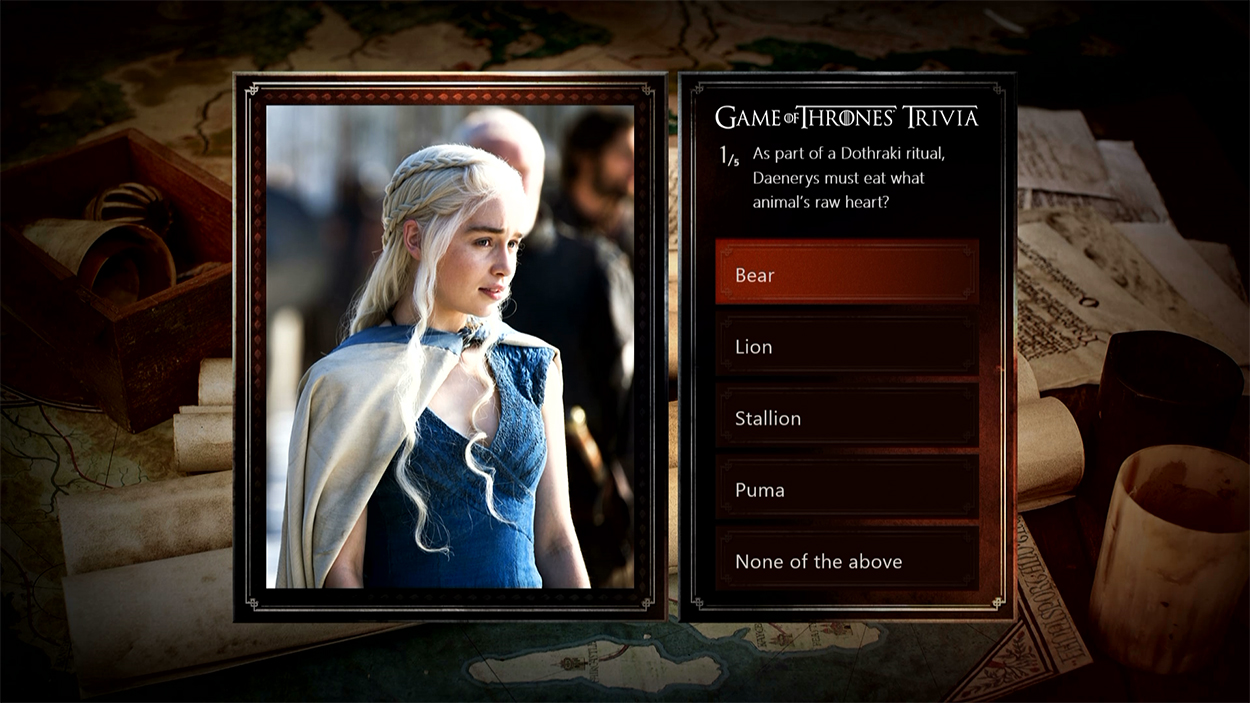 GAME OF THRONES TRIVIA
1/5 As part of a Dothraki ritual,
Daenerys must eat what
animal's raw heart?
Bear
Lion
Stallion
Puma
None of the above